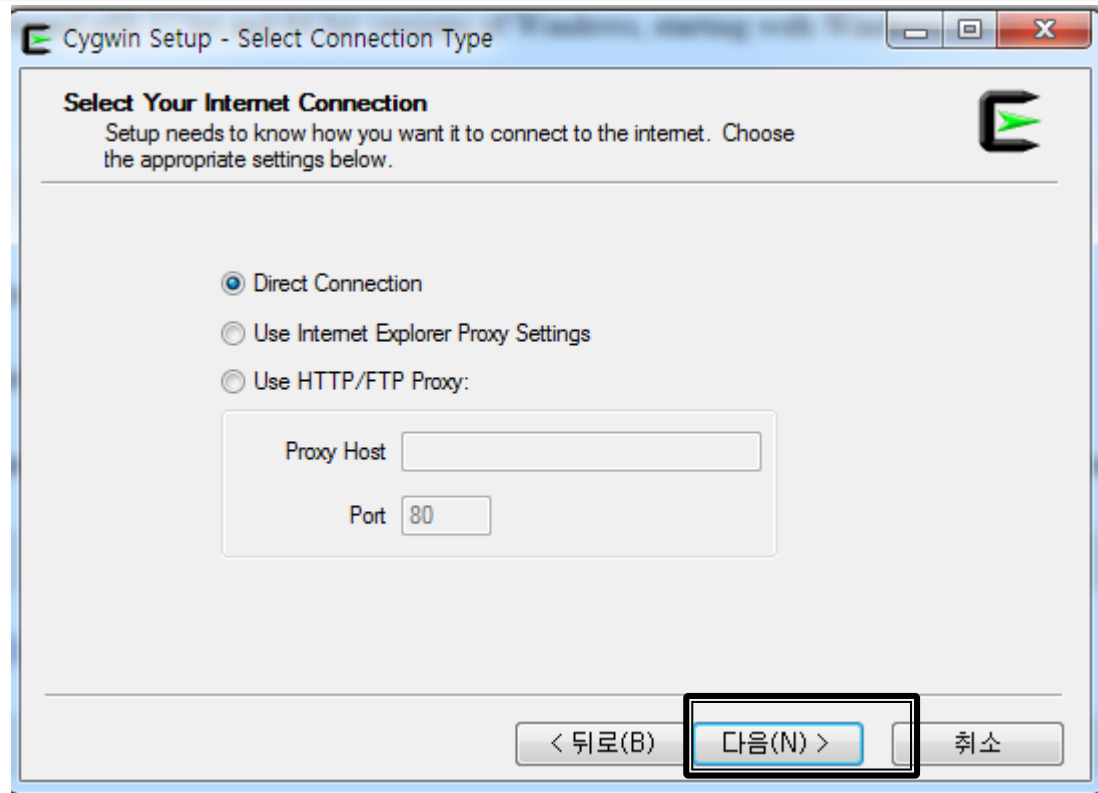 Cygwin Setup - Select Connection Type
Select Your Internet Connection
Setup needs to know how you want it to connect to the internet. Choose
the appropriate settings below.
Direct Connection
Use Internet Explorer Proxy Settings
Use HTTP/FTP Proxy:
Proxy Host
Port 80
< 뒤로(B) 다음(N) > 취소